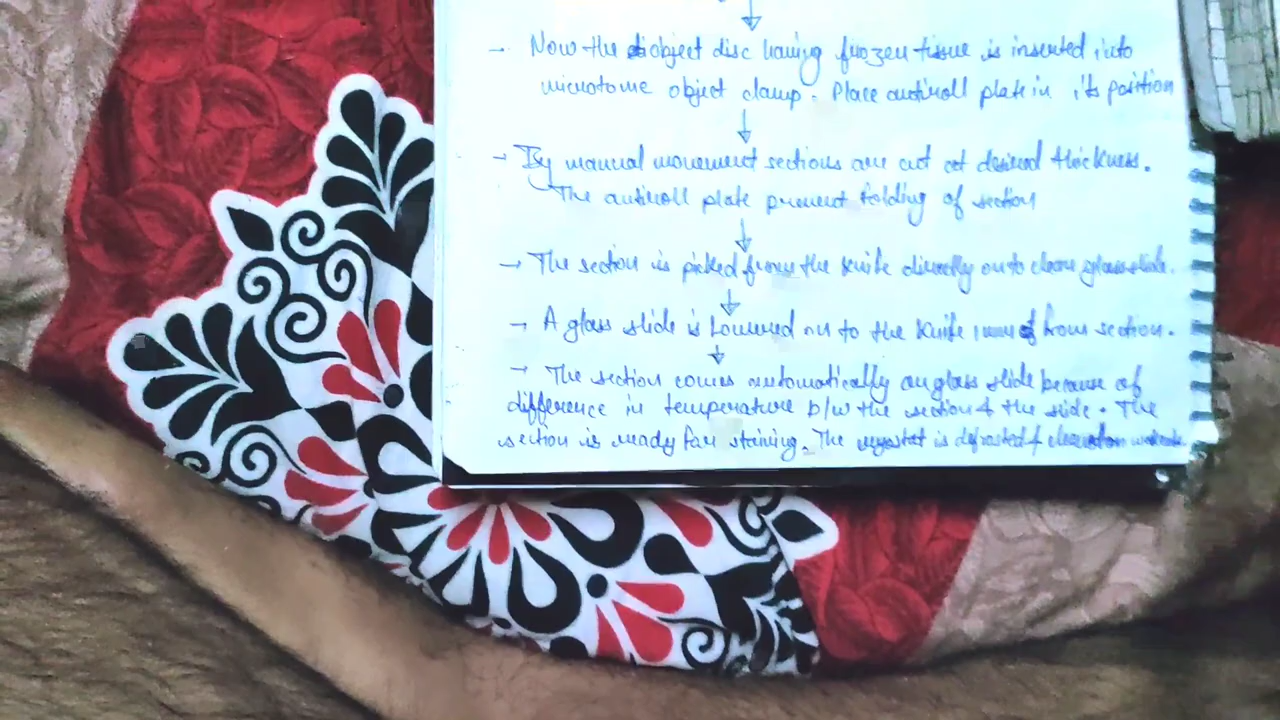 → Now the object disc having frozen tissue is inserted into
microtome object clamp. Place antiroll plate in its position
↓
→ By manual movement sections are cut at desired thickness.
The antiroll plate prevent folding of section
↓
→ The section is picked from the knife directly on to clean glass slide.
↓
→ A glass slide is lowered on to the knife from section.
↓
→ The section comes automatically on glass slide because of
difference in temperature b/w the section & the slide. The
section is ready for staining. The cryostat is defrosted &